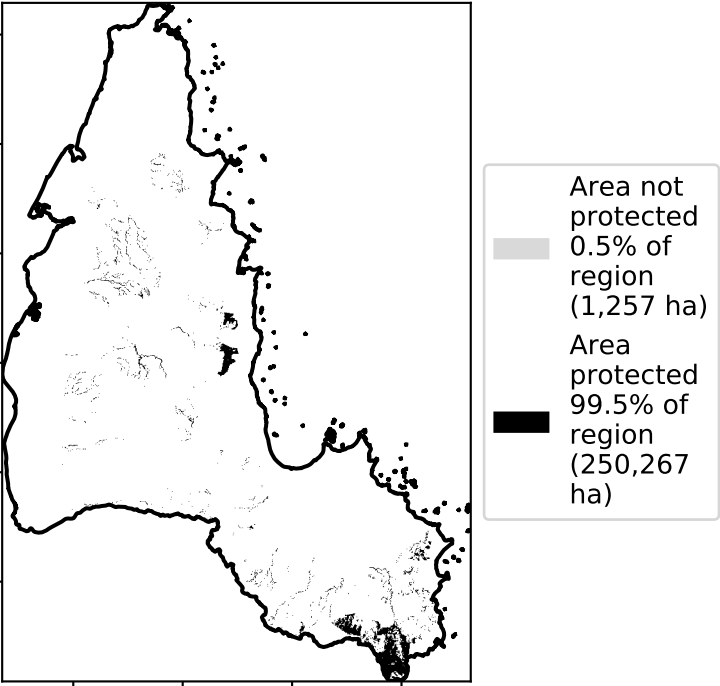 Area not
protected
0.5% of
region
(1,257 ha)
Area
protected
99.5% of
region
(250,267
ha)